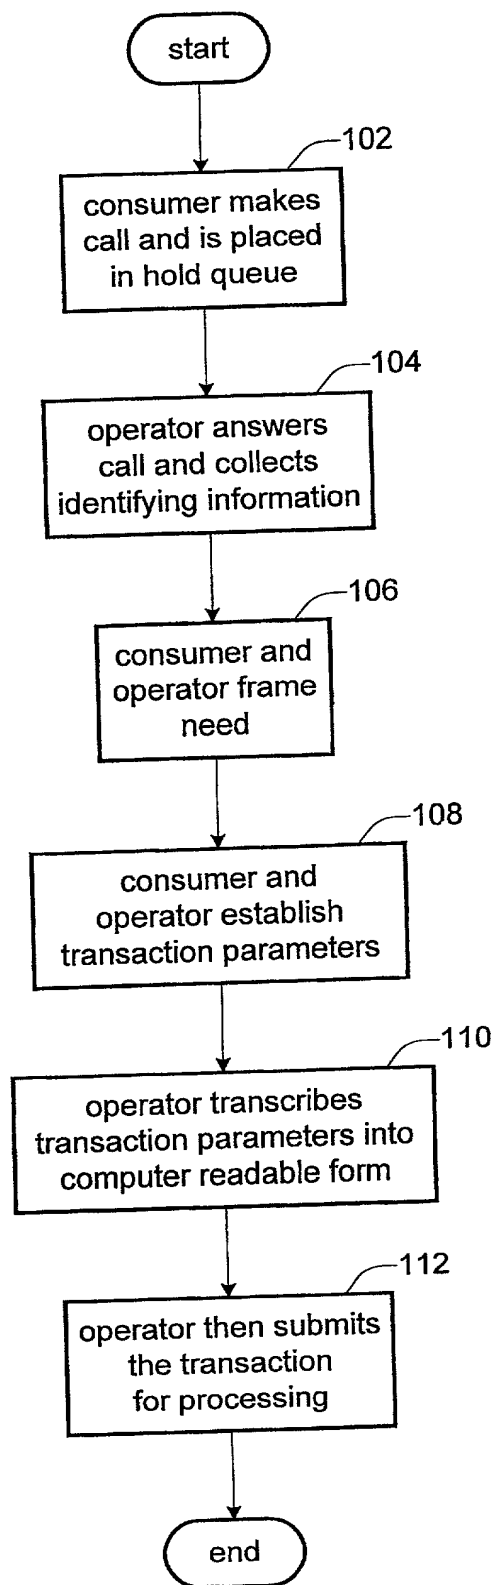 start
102
consumer makes
call and is placed
in hold queue
104
operator answers
call and collects
identifying information
106
consumer and
operator frame
need
108
consumer and
operator establish
transaction parameters
110
operator transcribes
transaction parameters into
computer readable form
112
operator then submits
the transaction
for processing
end